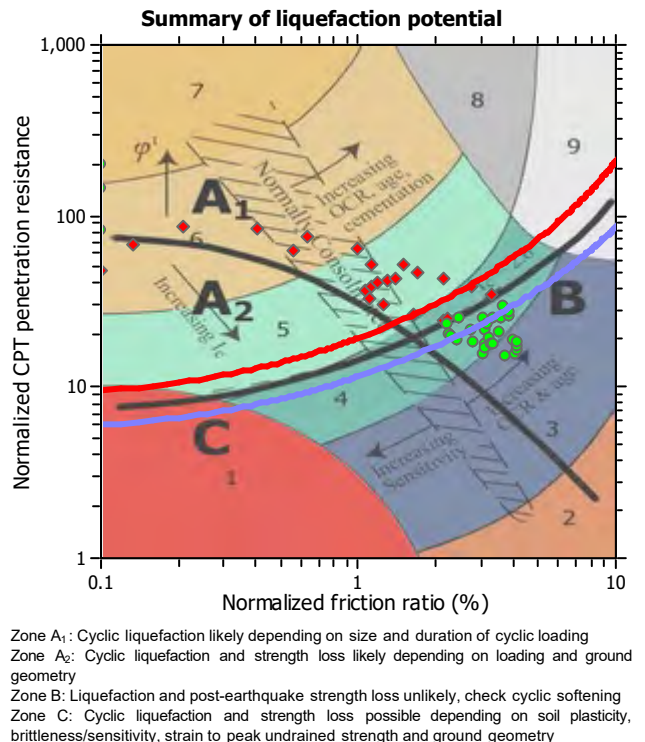 Summary of liquefaction potential
Normalized CPT penetration resistance
1,000
100
10
1
0.1
1
10
Normalized friction ratio (%)
7
8
9
φ'
A1
Increasing
OCR, age,
cementation
Normally
6
A2
Increasing Ic
5
B
4
C
1
Increasing
OCR & age
Increasing
Sensitivity
3
2
Zone A1: Cyclic liquefaction likely depending on size and duration of cyclic loading
Zone A2: Cyclic liquefaction and strength loss likely depending on loading and ground
geometry
Zone B: Liquefaction and post-earthquake strength loss unlikely, check cyclic softening
Zone C: Cyclic liquefaction and strength loss possible depending on soil plasticity,
brittleness/sensitivity, strain to peak undrained strength and ground geometry